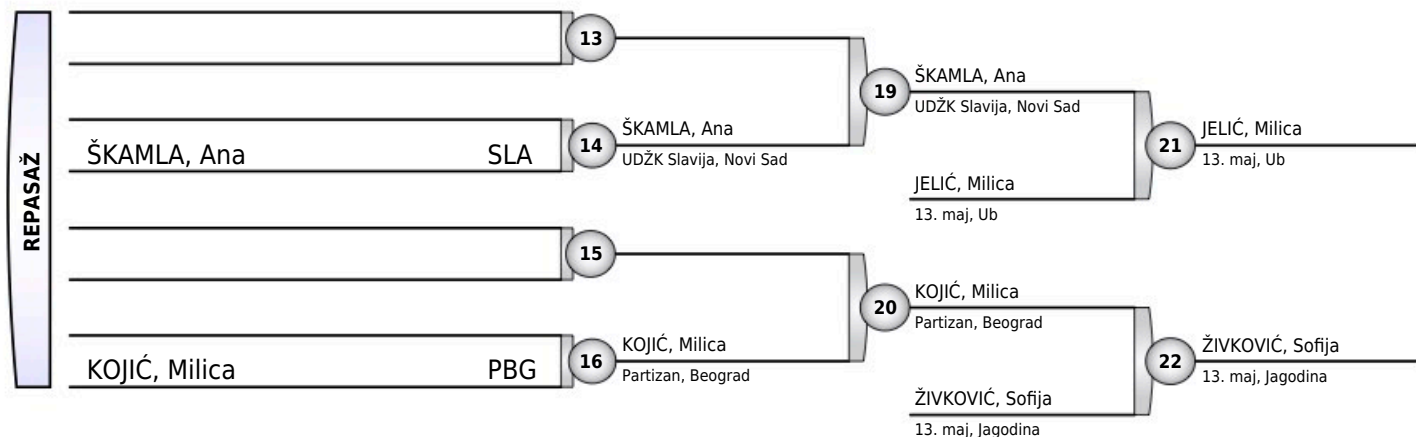 REPASAŽ
13
ŠKAMLA, Ana SLA
14
ŠKAMLA, Ana
UDŽK Slavija, Novi Sad
15
KOJIĆ, Milica PBG
16
KOJIĆ, Milica
Partizan, Beograd
19
ŠKAMLA, Ana
UDŽK Slavija, Novi Sad
JELIĆ, Milica
13. maj, Ub
20
KOJIĆ, Milica
Partizan, Beograd
ŽIVKOVIĆ, Sofija
13. maj, Jagodina
21
JELIĆ, Milica
13. maj, Ub
22
ŽIVKOVIĆ, Sofija
13. maj, Jagodina